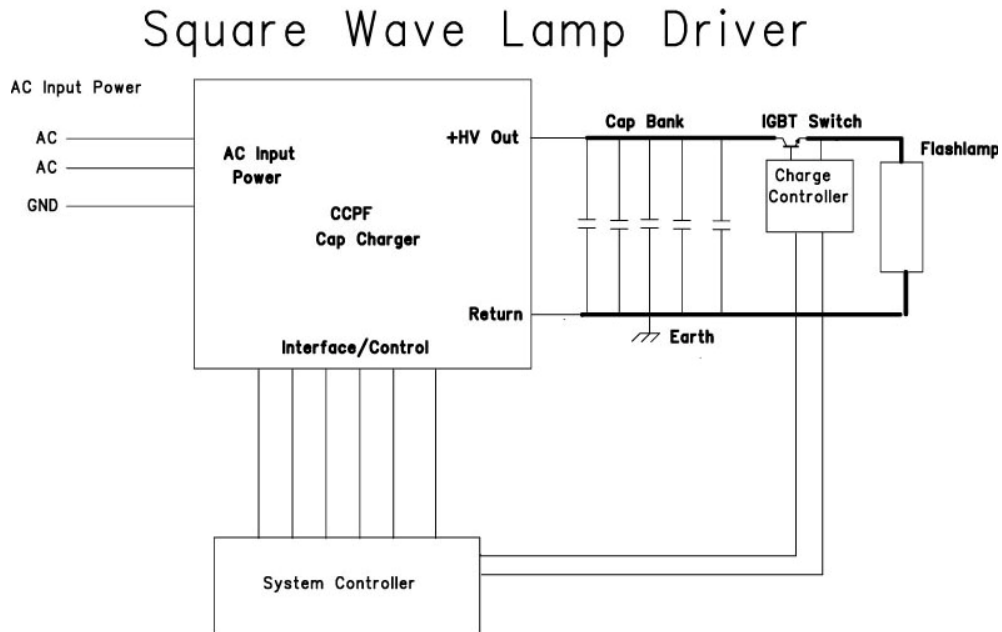 Square Wave Lamp Driver
AC Input Power
AC
AC
GND
AC Input
Power
CCPF
Cap Charger
+HV Out
Return
Interface/Control
Cap Bank
IGBT Switch
Charge
Controller
Flashlamp
Earth
System Controller